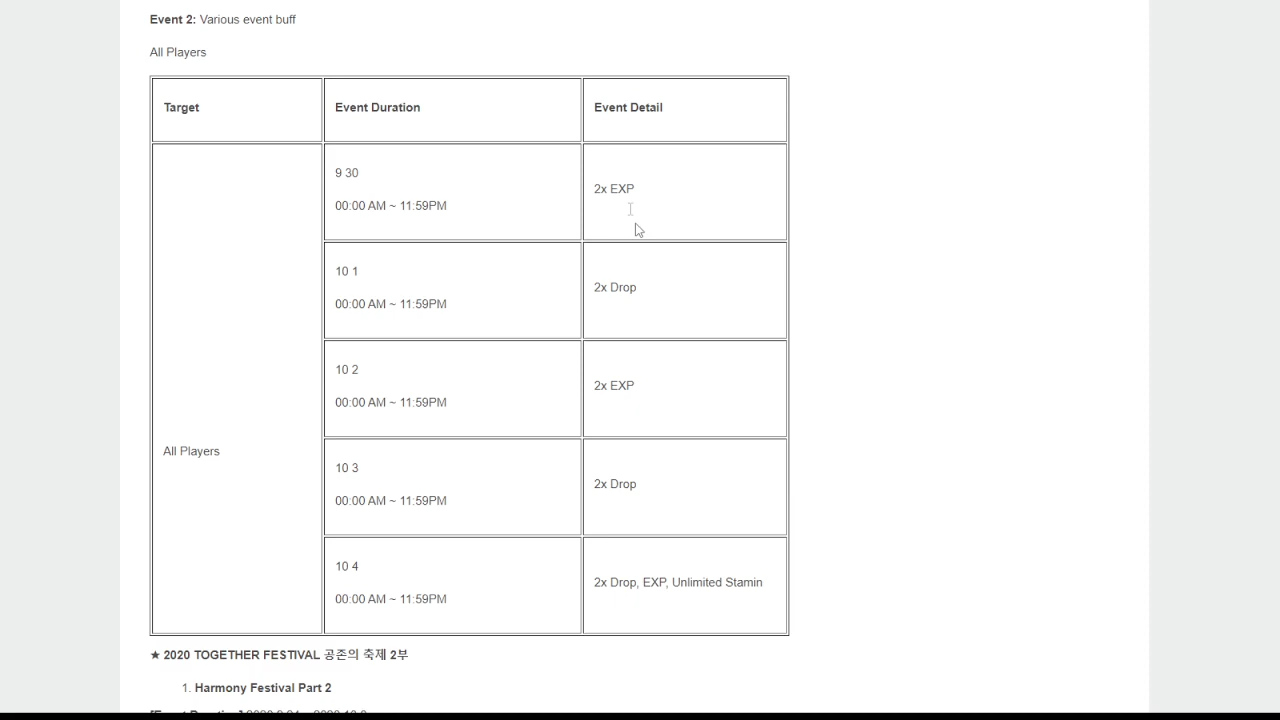 Event 2: Various event buff
All Players
Target
Event Duration
Event Detail
All Players
9 30
00:00 AM ~ 11:59PM
2x EXP
10 1
00:00 AM ~ 11:59PM
2x Drop
10 2
00:00 AM ~ 11:59PM
2x EXP
10 3
00:00 AM ~ 11:59PM
2x Drop
10 4
00:00 AM ~ 11:59PM
2x Drop, EXP, Unlimited Stamin
★ 2020 TOGETHER FESTIVAL 공존의 축제 2부
1. Harmony Festival Part 2